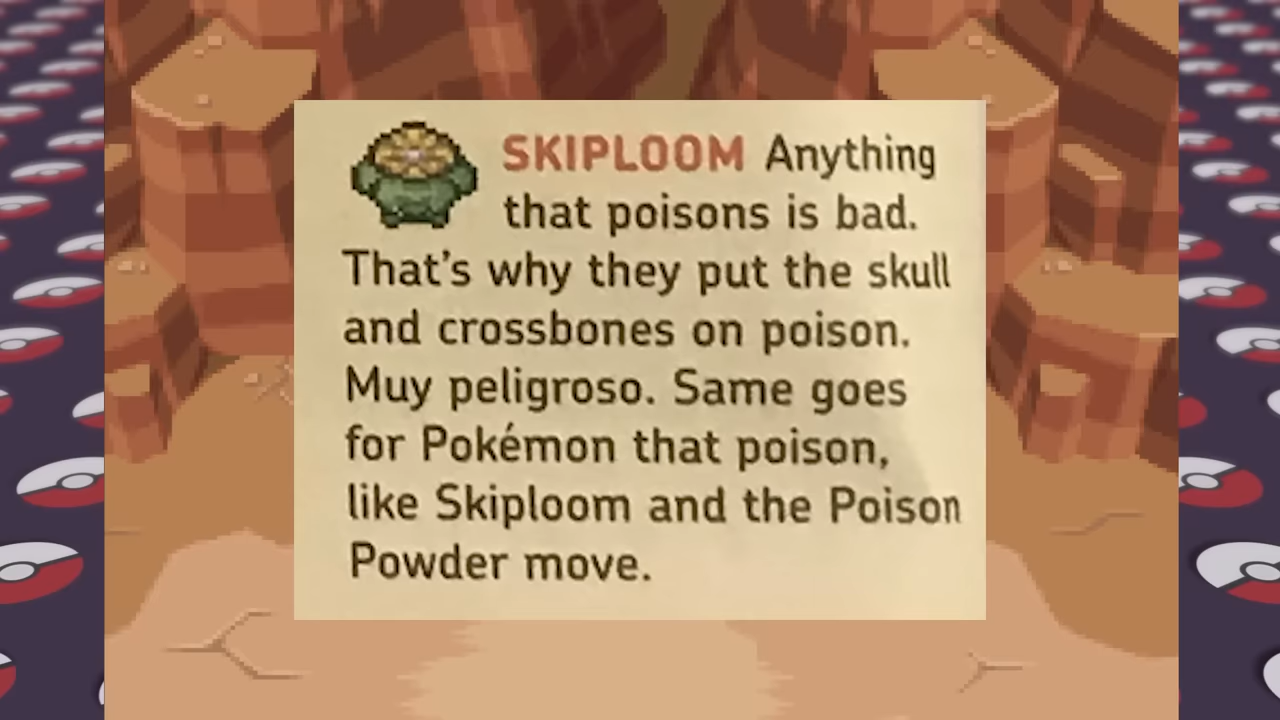 SKIPLOOM Anything
that poisons is bad.
That's why they put the skull
and crossbones on poison.
Muy peligroso. Same goes
for Pokémon that poison,
like Skiploom and the Poison
Powder move.